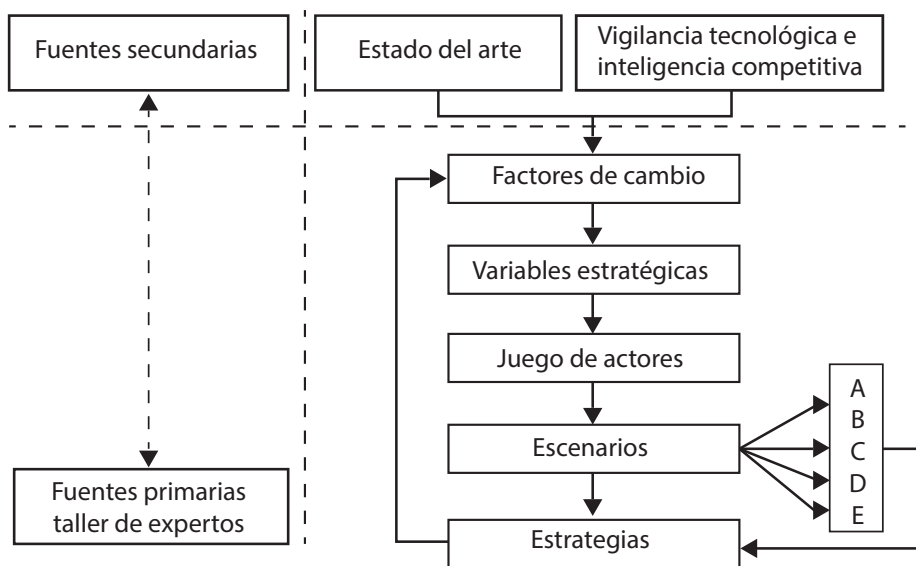 Fuentes secundarias
Estado del arte
Vigilancia tecnológica e
inteligencia competitiva
Factores de cambio
Variables estratégicas
Juego de actores
Escenarios
A
B
C
D
E
Fuentes primarias
taller de expertos
Estrategias